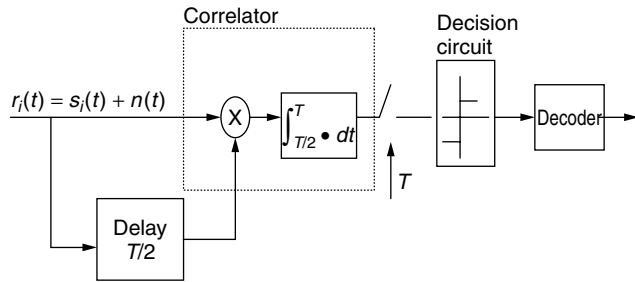 Correlator
Decision
circuit
r_i(t) = s_i(t) + n(t)
X
∫_{T/2}^{T} • dt
Decoder
T
Delay
T/2